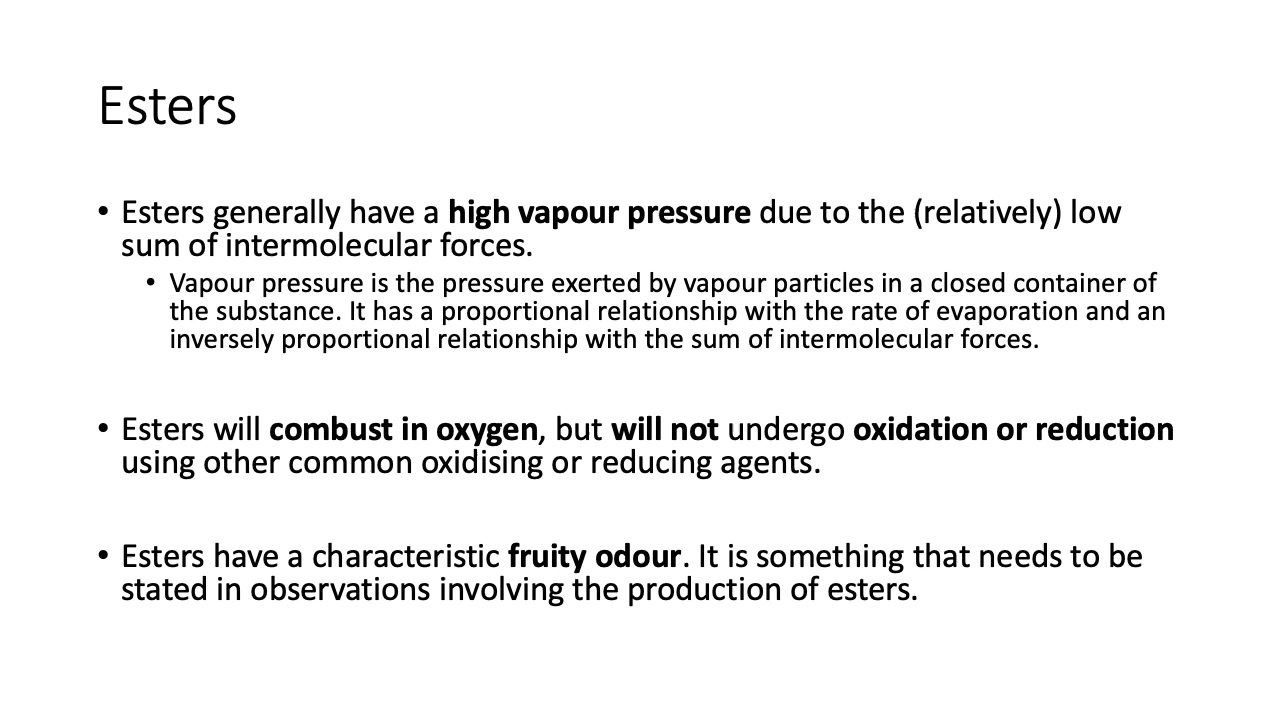 Esters
• Esters generally have a high vapour pressure due to the (relatively) low
sum of intermolecular forces.
• Vapour pressure is the pressure exerted by vapour particles in a closed container of
the substance. It has a proportional relationship with the rate of evaporation and an
inversely proportional relationship with the sum of intermolecular forces.
• Esters will combust in oxygen, but will not undergo oxidation or reduction
using other common oxidising or reducing agents.
• Esters have a characteristic fruity odour. It is something that needs to be
stated in observations involving the production of esters.